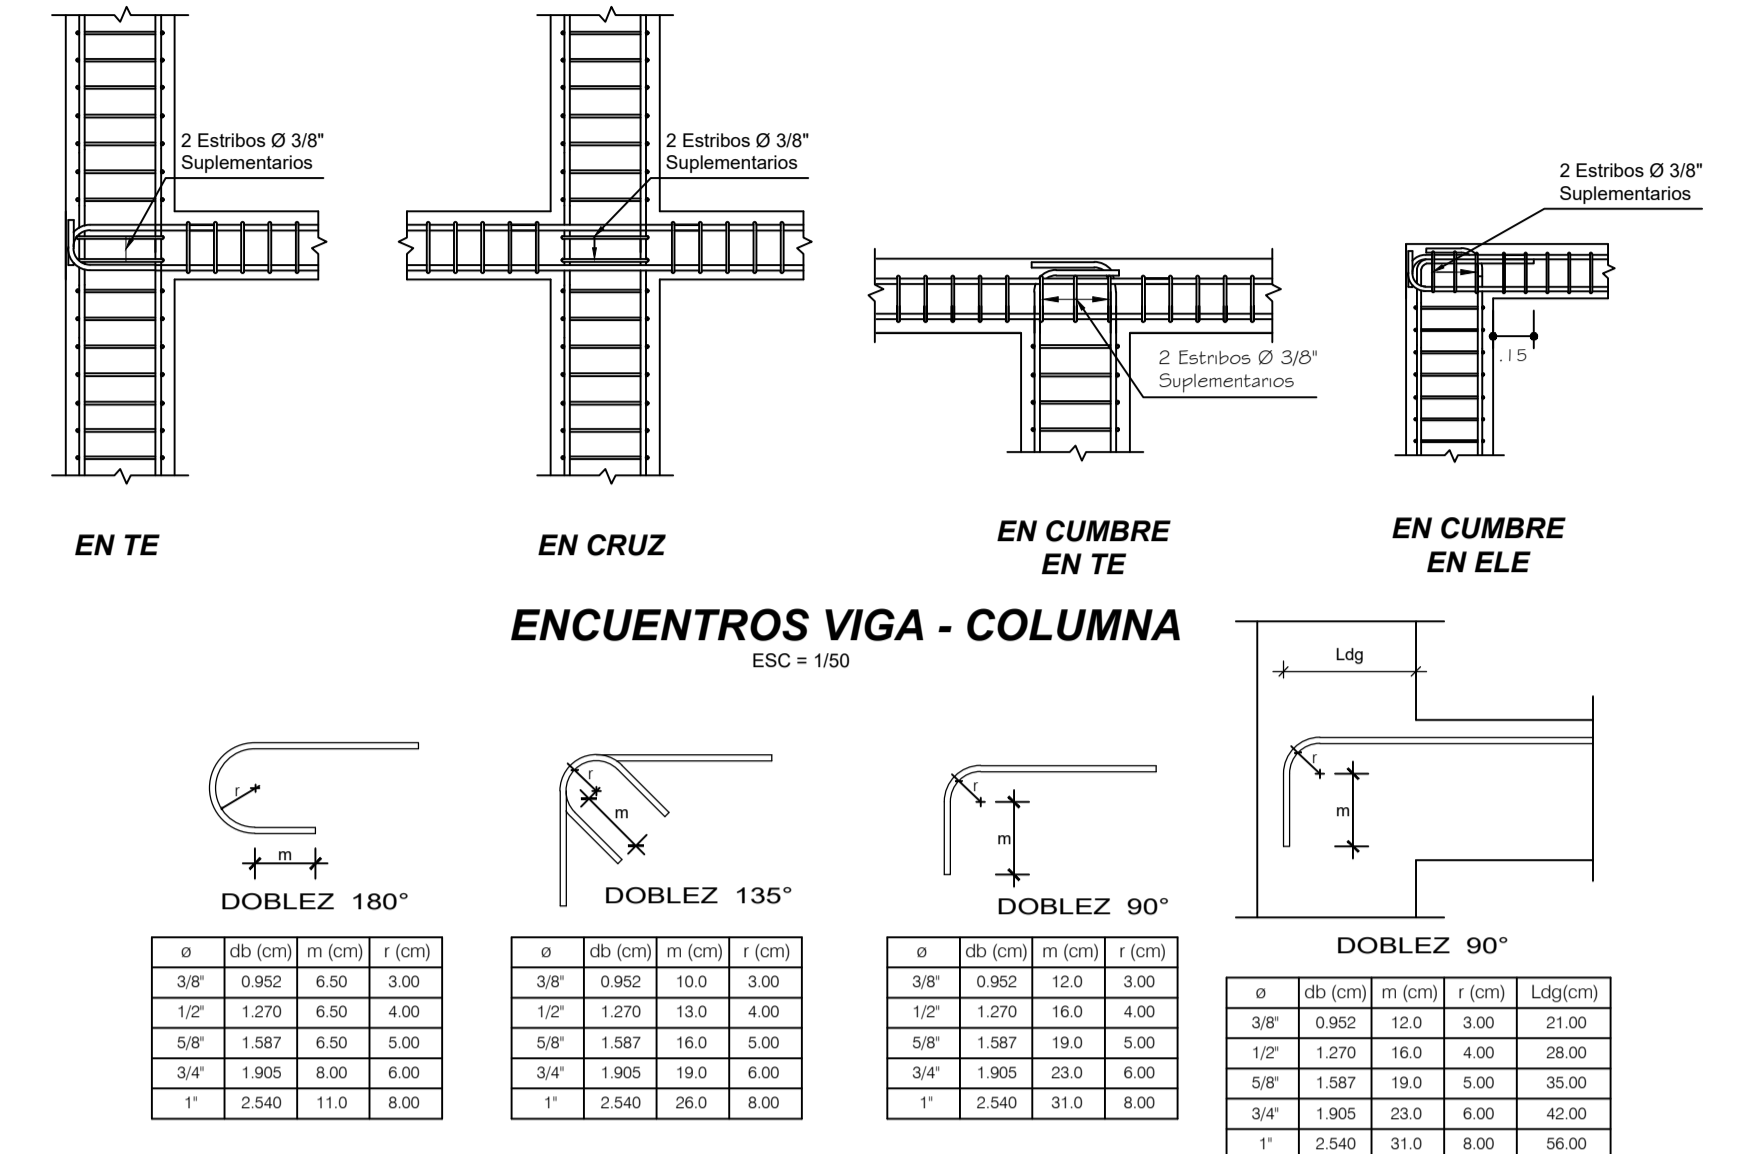 2 Estribos Ø 3/8"
Suplementarios
2 Estribos Ø 3/8"
Suplementarios
2 Estribos Ø 3/8"
Suplementarios
2 Estribos Ø 3/8"
Suplementarios
.15
EN TE
EN CRUZ
EN CUMBRE
EN TE
EN CUMBRE
EN ELE
ENCUENTROS VIGA - COLUMNA
ESC = 1/50
r
m
DOBLEZ 180°
ø db (cm) m (cm) r (cm)
3/8" 0.952 6.50 3.00
1/2" 1.270 6.50 4.00
5/8" 1.587 6.50 5.00
3/4" 1.905 8.00 6.00
1" 2.540 11.0 8.00
r
m
DOBLEZ 135°
ø db (cm) m (cm) r (cm)
3/8" 0.952 10.0 3.00
1/2" 1.270 13.0 4.00
5/8" 1.587 16.0 5.00
3/4" 1.905 19.0 6.00
1" 2.540 26.0 8.00
r
m
DOBLEZ 90°
ø db (cm) m (cm) r (cm)
3/8" 0.952 12.0 3.00
1/2" 1.270 16.0 4.00
5/8" 1.587 19.0 5.00
3/4" 1.905 23.0 6.00
1" 2.540 31.0 8.00
Ldg
r
m
DOBLEZ 90°
ø db (cm) m (cm) r (cm) Ldg(cm)
3/8" 0.952 12.0 3.00 21.00
1/2" 1.270 16.0 4.00 28.00
5/8" 1.587 19.0 5.00 35.00
3/4" 1.905 23.0 6.00 42.00
1" 2.540 31.0 8.00 56.00